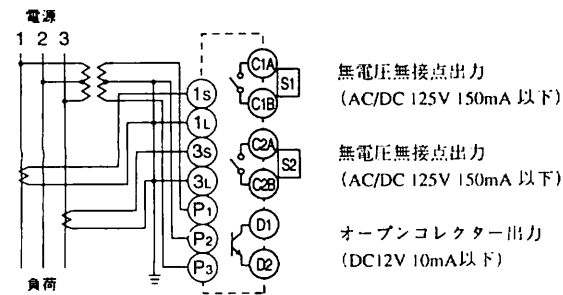 電源
1 2 3
1S
1L
3S
3L
P1
P2
P3
負荷
C1A
C1B
S1
C2A
C2B
S2
D1
D2
無電圧無接点出力
(AC/DC 125V 150mA 以下)
無電圧無接点出力
(AC/DC 125V 150mA 以下)
オープンコレクター出力
(DC12V 10mA以下)